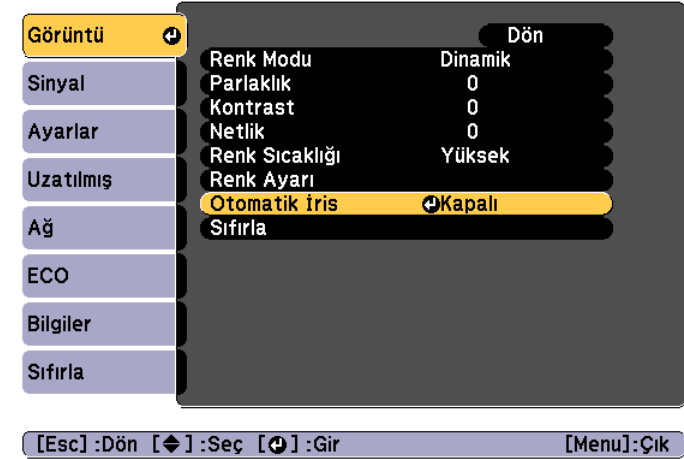 Görüntü
Sinyal
Ayarlar
Uzatılmış
Ağ
ECO
Bilgiler
Sıfırla
Dön
Renk Modu Dinamik
Parlaklık 0
Kontrast 0
Netlik 0
Renk Sıcaklığı Yüksek
Renk Ayarı
Otomatik İris Kapalı
Sıfırla
[Esc] :Dön [◆] :Seç [⏎] :Gir [Menu]:Çık